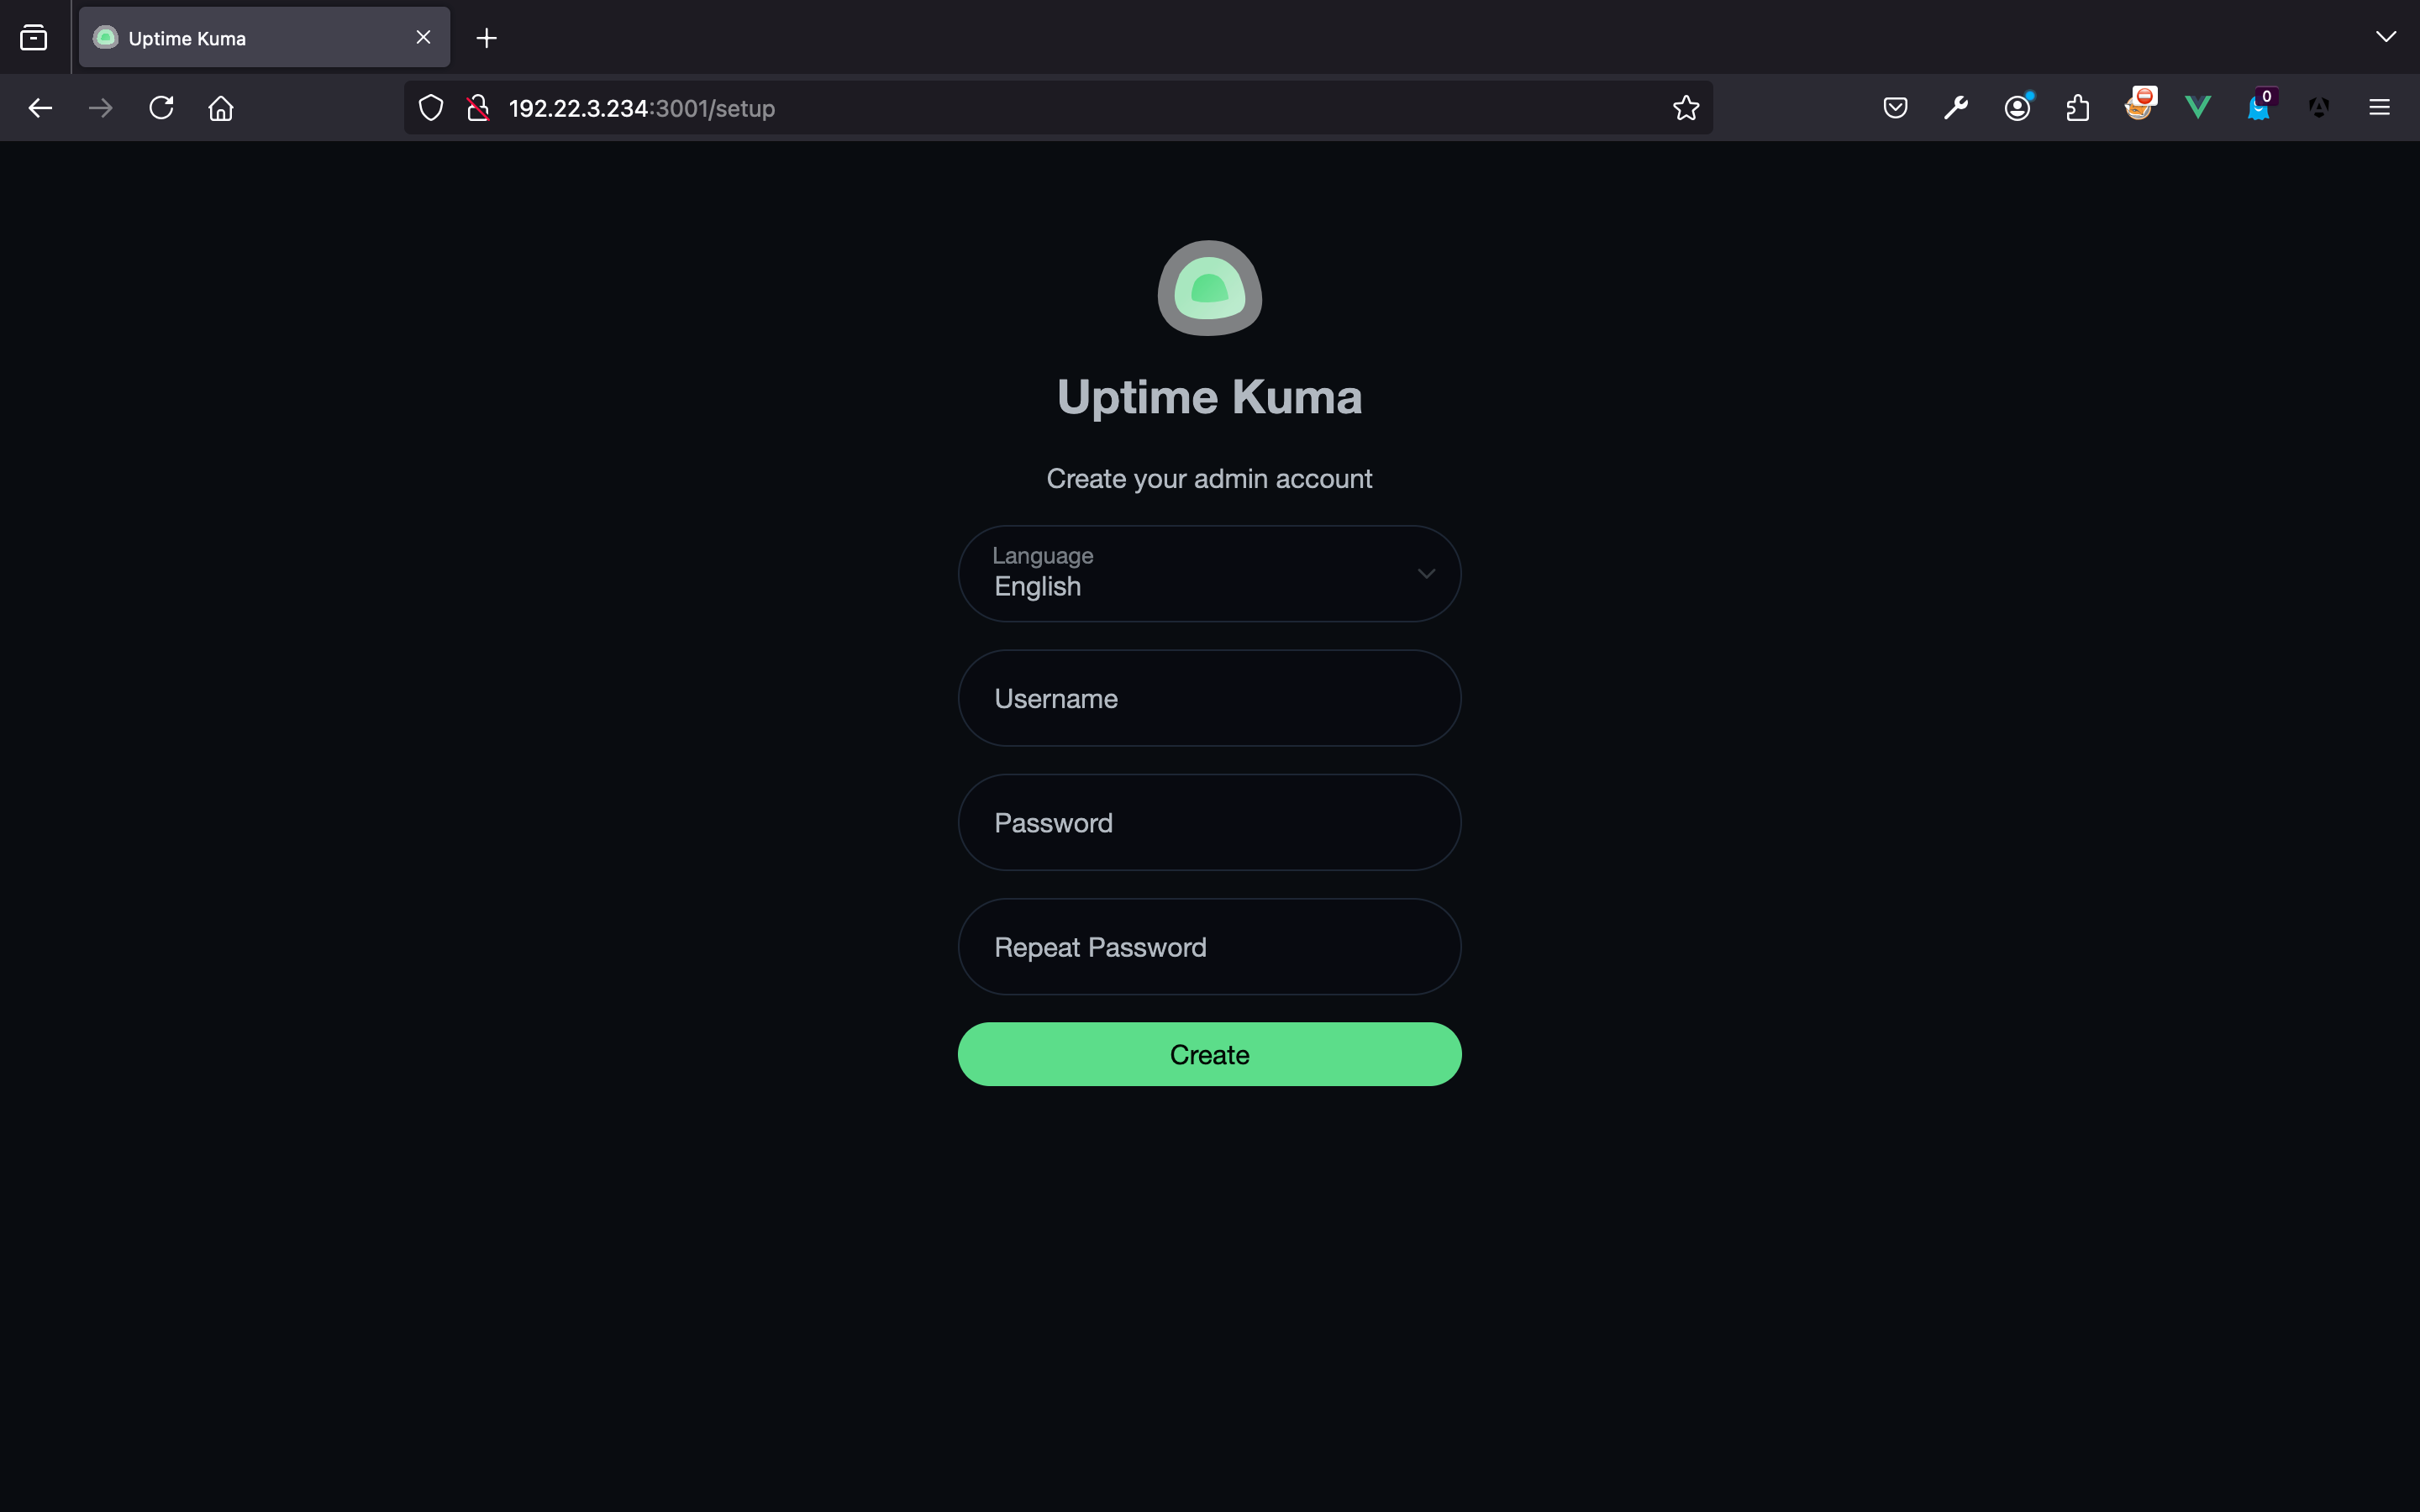 Uptime Kuma
192.22.3.234:3001/setup
0
Uptime Kuma
Create your admin account
Language
English
Username
Password
Repeat Password
Create